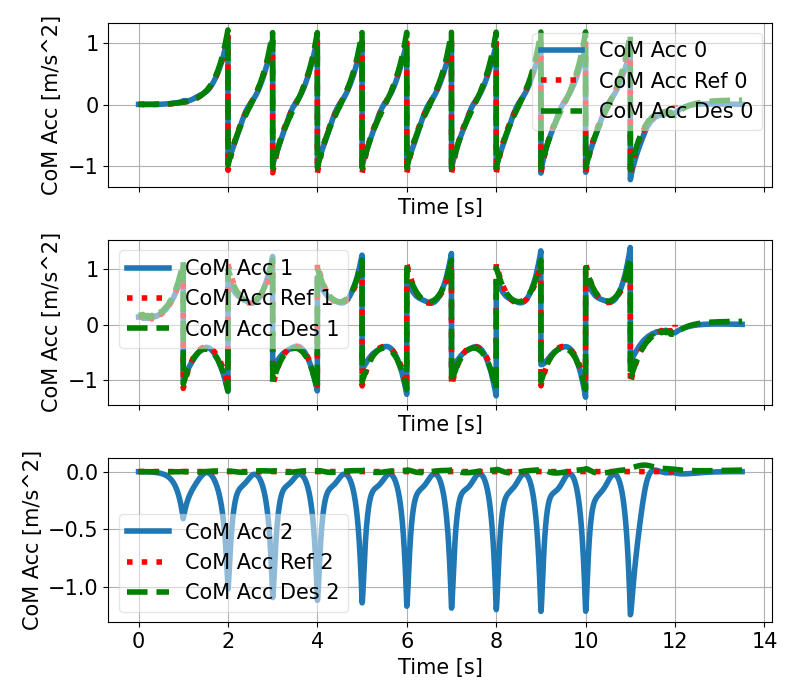 CoM Acc [m/s^2]
1
0
−1
CoM Acc 0
CoM Acc Ref 0
CoM Acc Des 0
Time [s]
CoM Acc [m/s^2]
1
0
−1
CoM Acc 1
CoM Acc Ref 1
CoM Acc Des 1
Time [s]
CoM Acc [m/s^2]
0.0
−0.5
−1.0
CoM Acc 2
CoM Acc Ref 2
CoM Acc Des 2
0 2 4 6 8 10 12 14
Time [s]